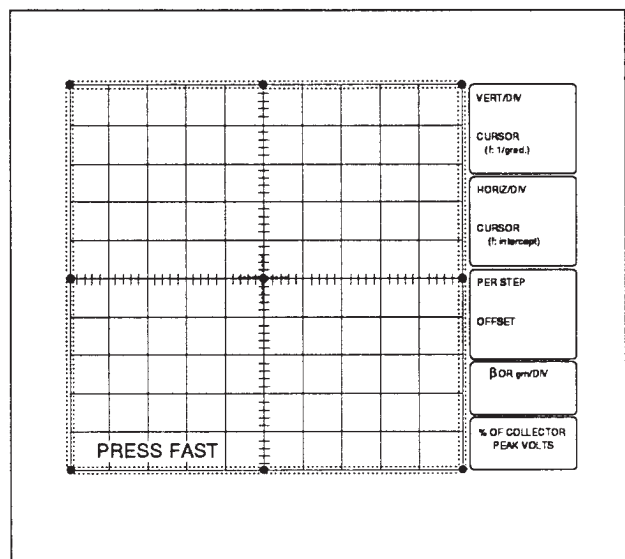 VERT/DIV
CURSOR
(f: 1/grad.)
HORIZ/DIV
CURSOR
(f: intercept)
PER STEP
OFFSET
β OR gm/DIV
% OF COLLECTOR
PEAK VOLTS
PRESS FAST